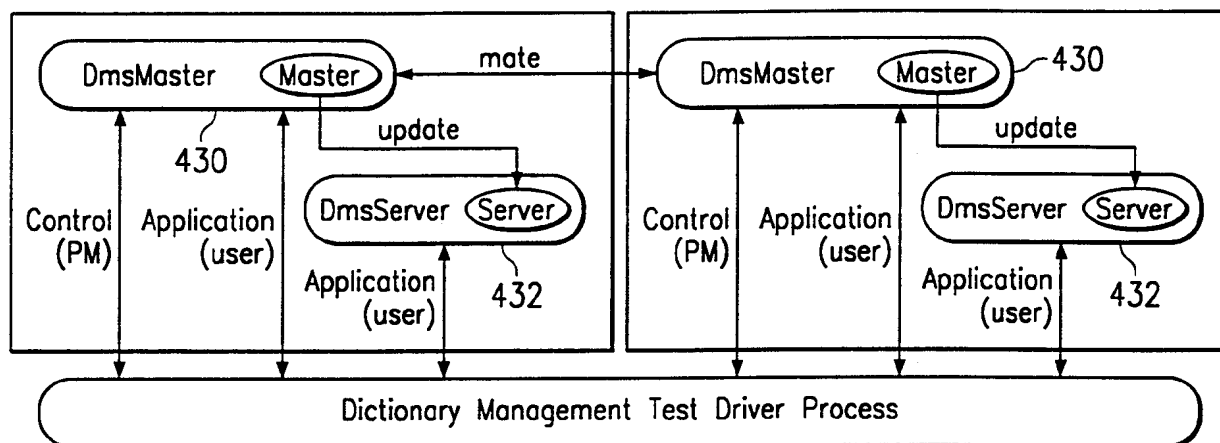 DmsMaster Master
mate
DmsMaster Master
430
430
update
update
DmsServer Server
DmsServer Server
Control
(PM)
Application
(user)
Control
(PM)
Application
(user)
432
432
Application
(user)
Application
(user)
Dictionary Management Test Driver Process